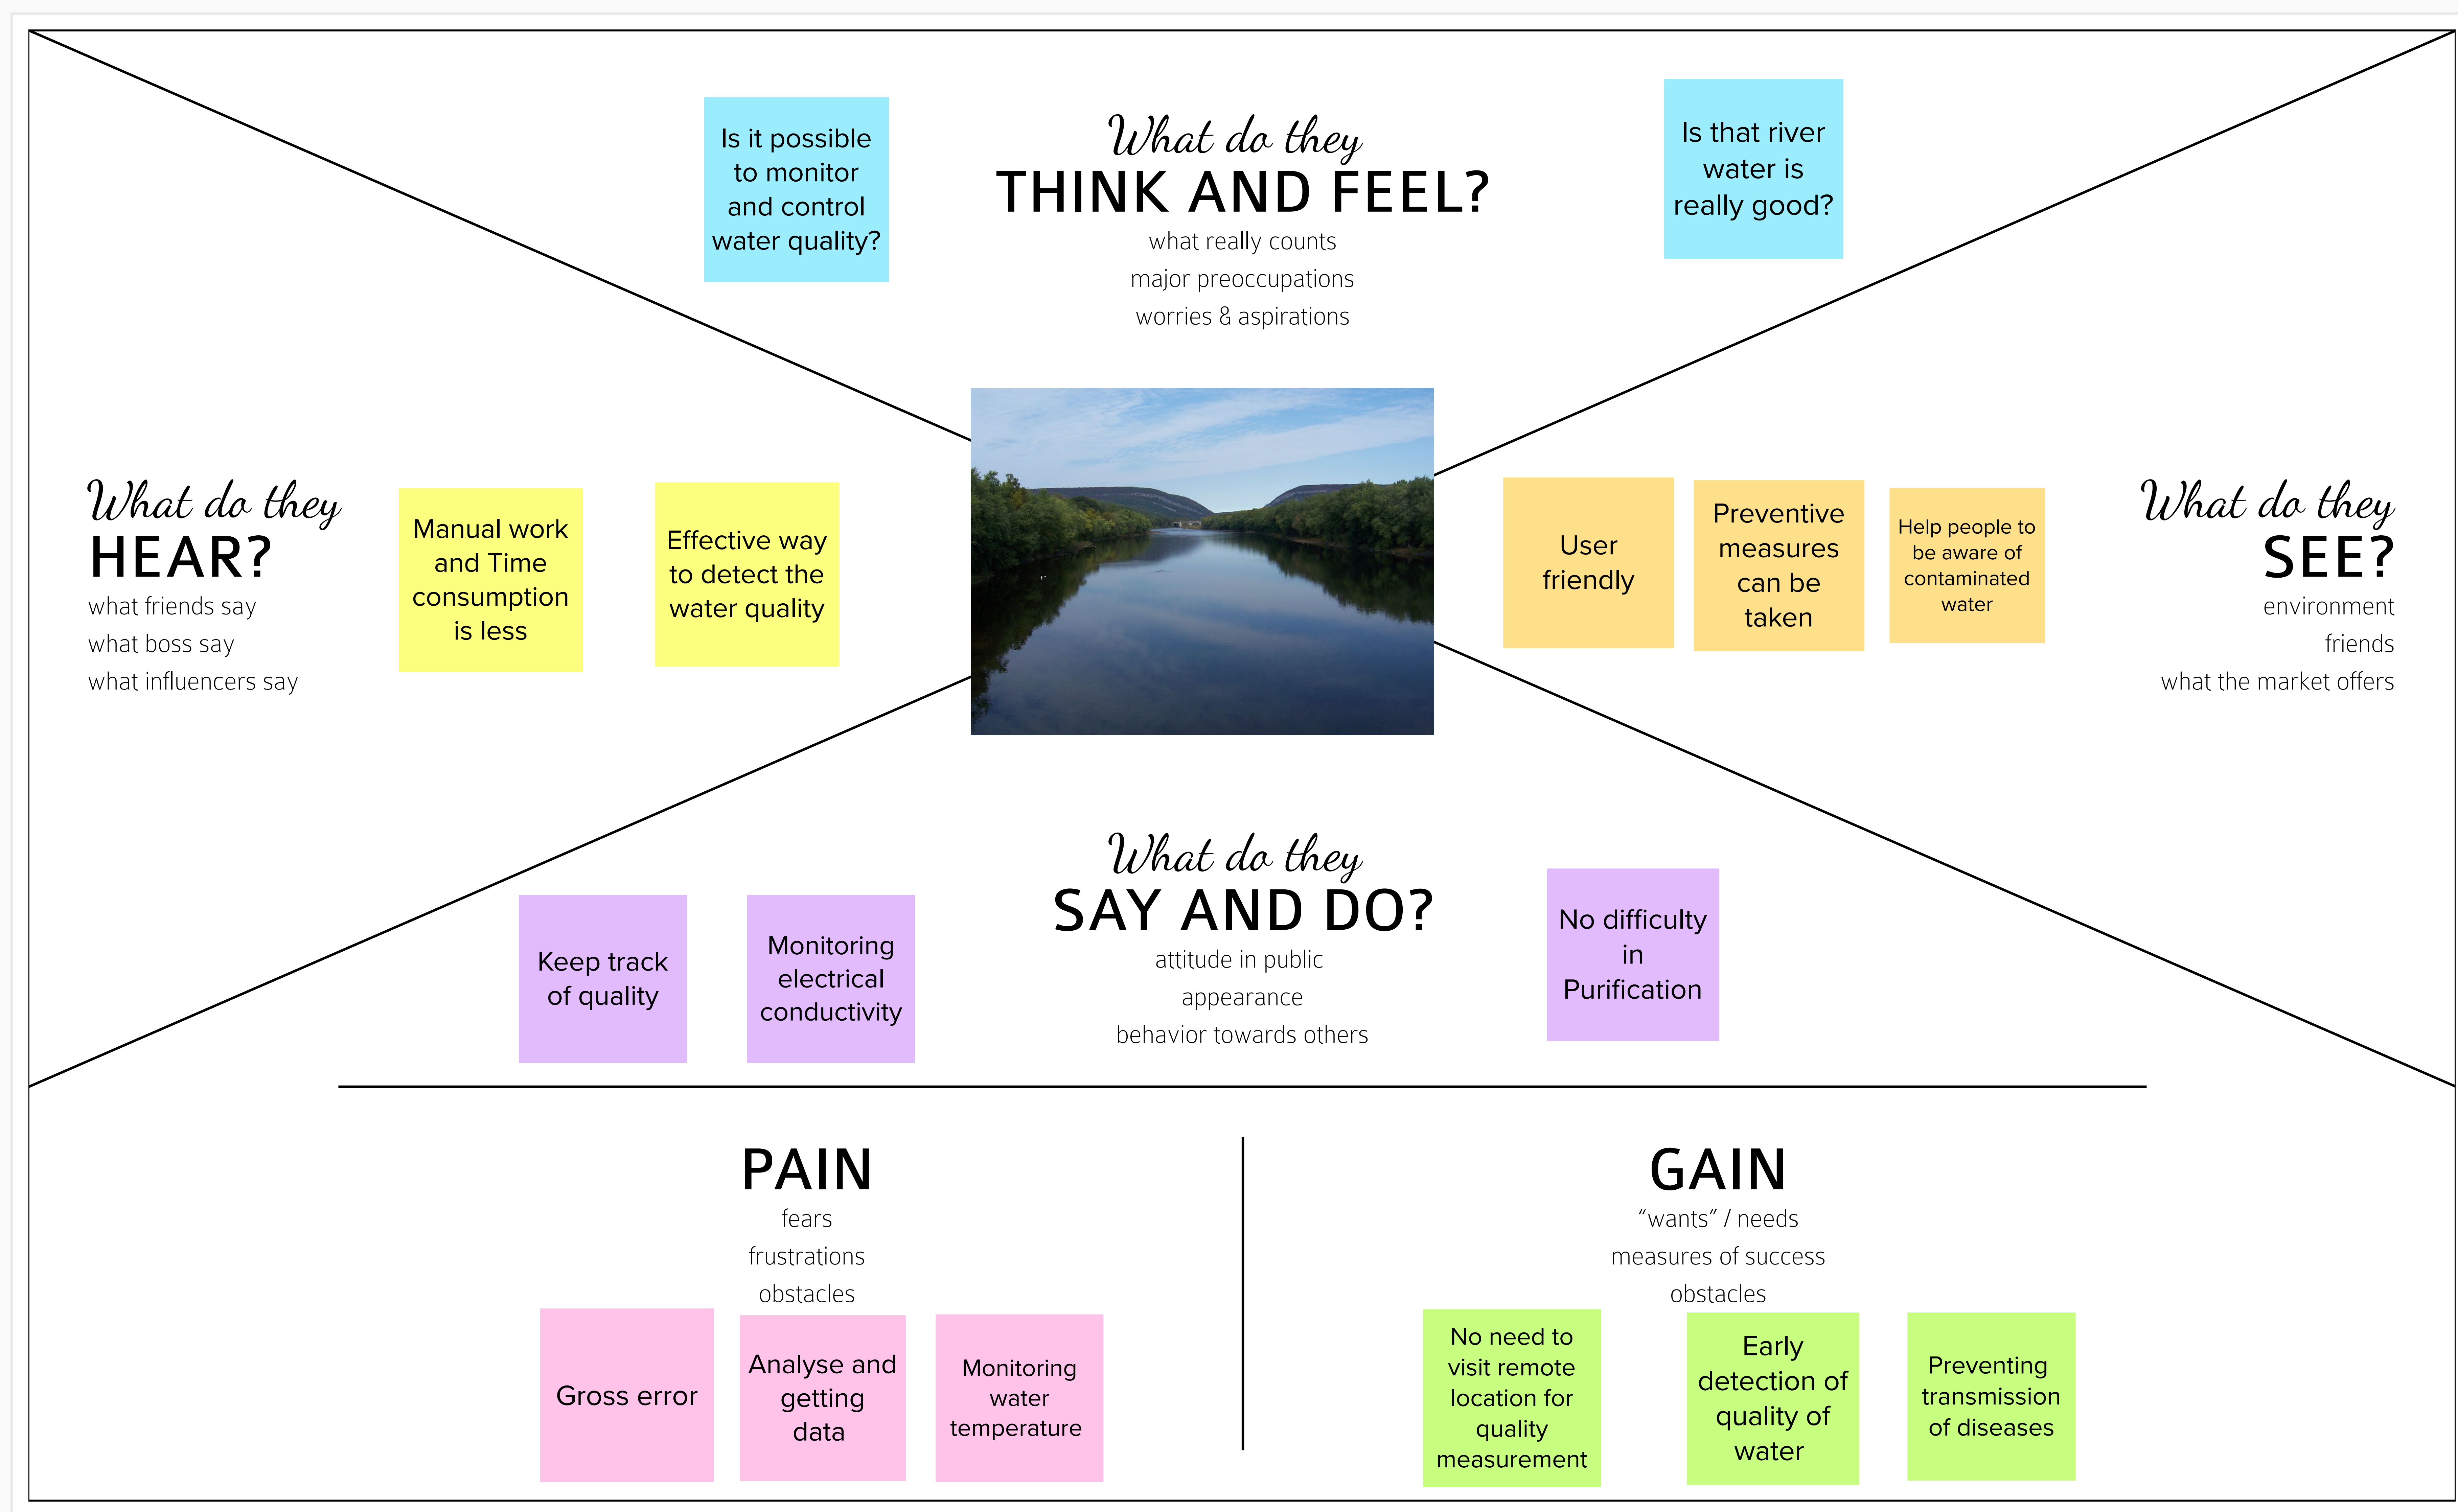 Is it possible
to monitor
and control
water quality?
What do they
THINK AND FEEL?
what really counts
major preoccupations
worries & aspirations
Is that river
water is
really good?
What do they
HEAR?
what friends say
what boss say
what influencers say
Manual work
and Time
consumption
is less
Effective way
to detect the
water quality
User
friendly
Preventive
measures
can be
taken
Help people to
be aware of
contaminated
water
What do they
SEE?
environment
friends
what the market offers
Keep track
of quality
Monitoring
electrical
conductivity
What do they
SAY AND DO?
attitude in public
appearance
behavior towards others
No difficulty
in
Purification
PAIN
fears
frustrations
obstacles
Gross error
Analyse and
getting
data
Monitoring
water
temperature
GAIN
“wants” / needs
measures of success
obstacles
No need to
visit remote
location for
quality
measurement
Early
detection of
quality of
water
Preventing
transmission
of diseases